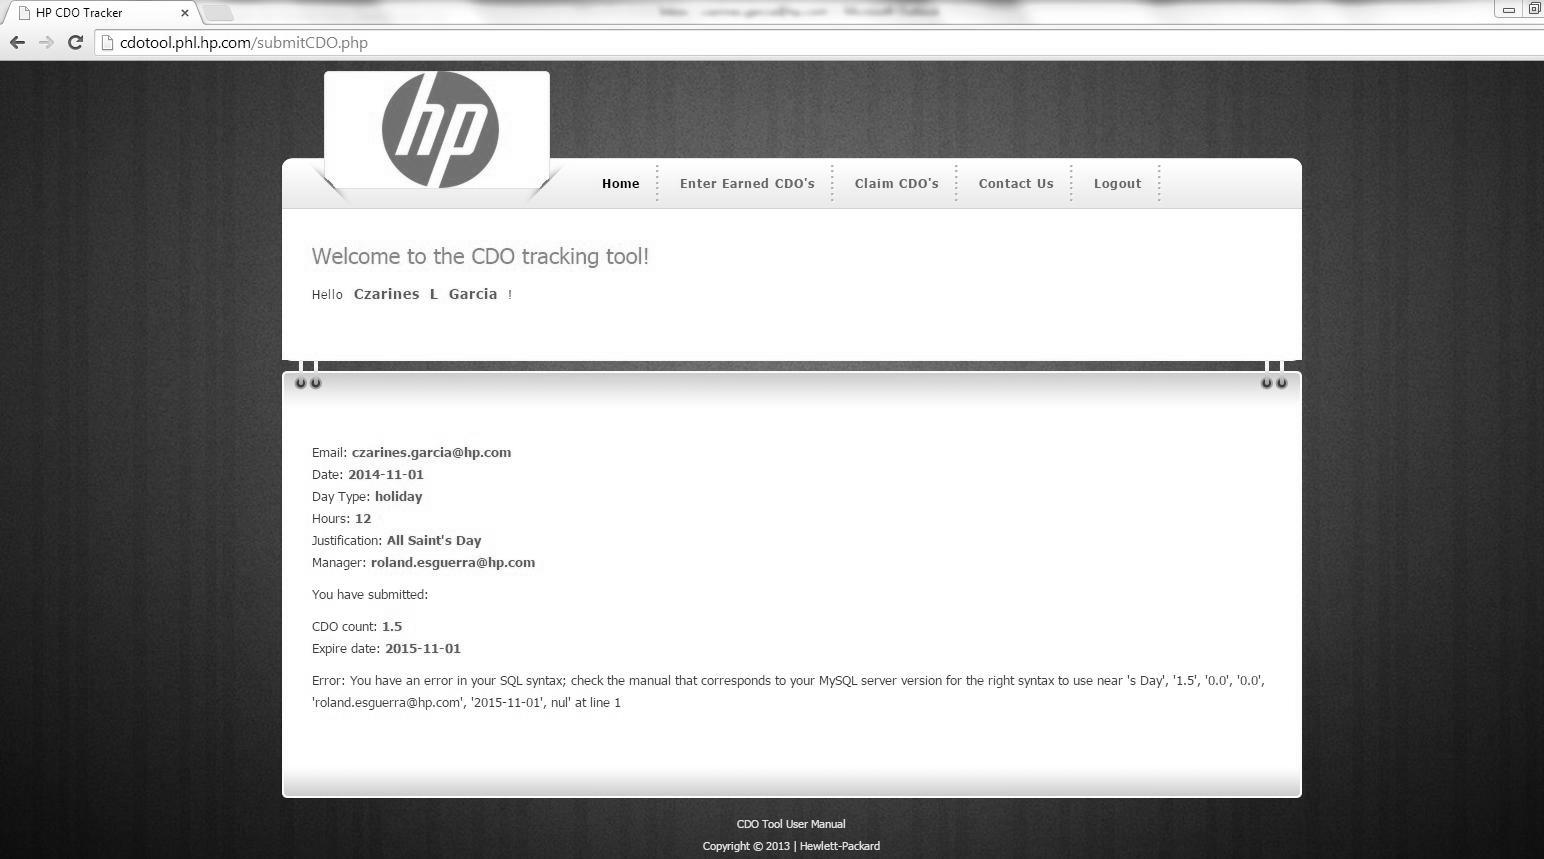 HP CDO Tracker
cdotool.phl.hp.com/submitCDO.php
hp
Home
Enter Earned CDO's
Claim CDO's
Contact Us
Logout
Welcome to the CDO tracking tool!
Hello Czarines L Garcia !
Email: czarines.garcia@hp.com
Date: 2014-11-01
Day Type: holiday
Hours: 12
Justification: All Saint's Day
Manager: roland.esguerra@hp.com
You have submitted:
CDO count: 1.5
Expire date: 2015-11-01
Error: You have an error in your SQL syntax; check the manual that corresponds to your MySQL server version for the right syntax to use near 's Day', '1.5', '0.0', '0.0',
'roland.esguerra@hp.com', '2015-11-01', nul' at line 1
CDO Tool User Manual
Copyright © 2013 | Hewlett-Packard